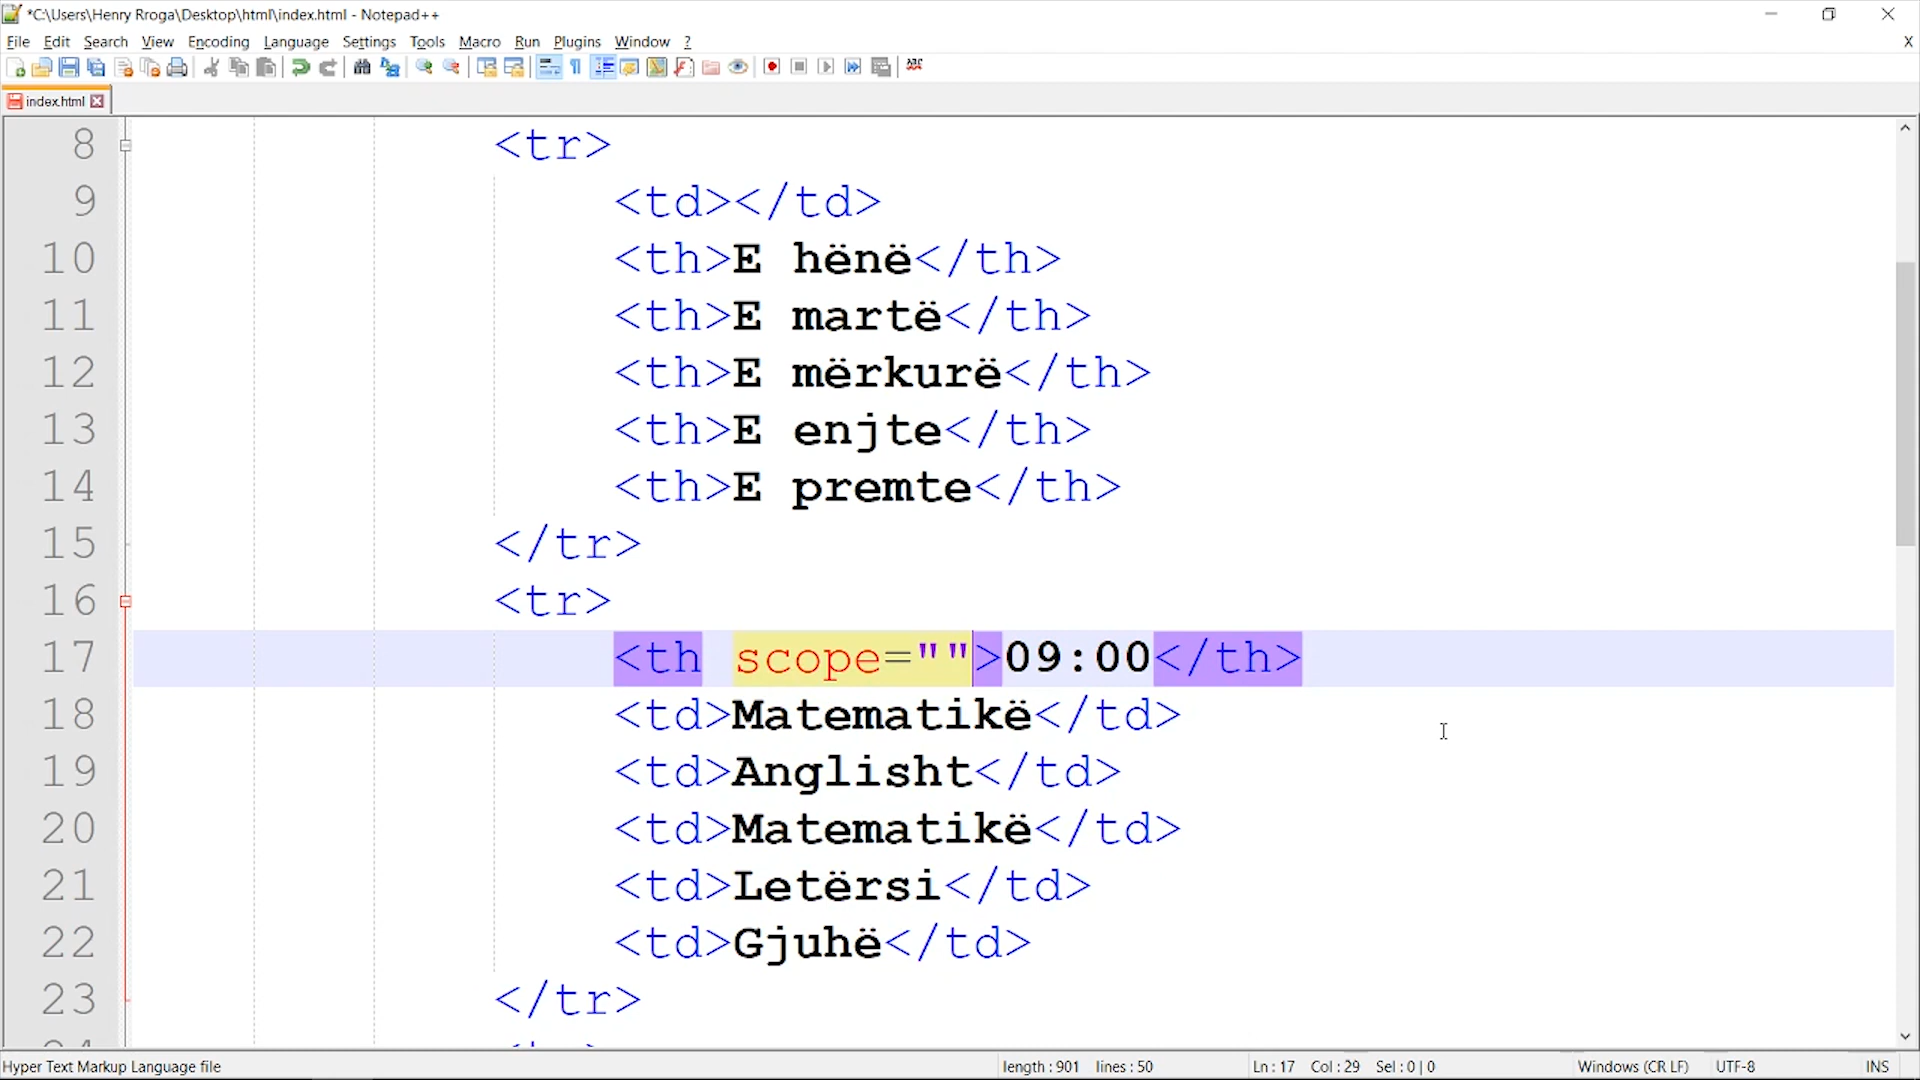 *C:\Users\Henry Rroga\Desktop\html\index.html - Notepad++
File Edit Search View Encoding Language Settings Tools Macro Run Plugins Window ? X
index.html
8 <tr>
9 <td></td>
10 <th>E hënë</th>
11 <th>E martë</th>
12 <th>E mërkurë</th>
13 <th>E enjte</th>
14 <th>E premte</th>
15 </tr>
16 <tr>
17 <th scope="">09:00</th>
18 <td>Matematikë</td>
19 <td>Anglisht</td>
20 <td>Matematikë</td>
21 <td>Letërsi</td>
22 <td>Gjuhë</td>
23 </tr>
Hyper Text Markup Language file length : 901 lines : 50 Ln : 17 Col : 29 Sel : 0 | 0 Windows (CR LF) UTF-8 INS